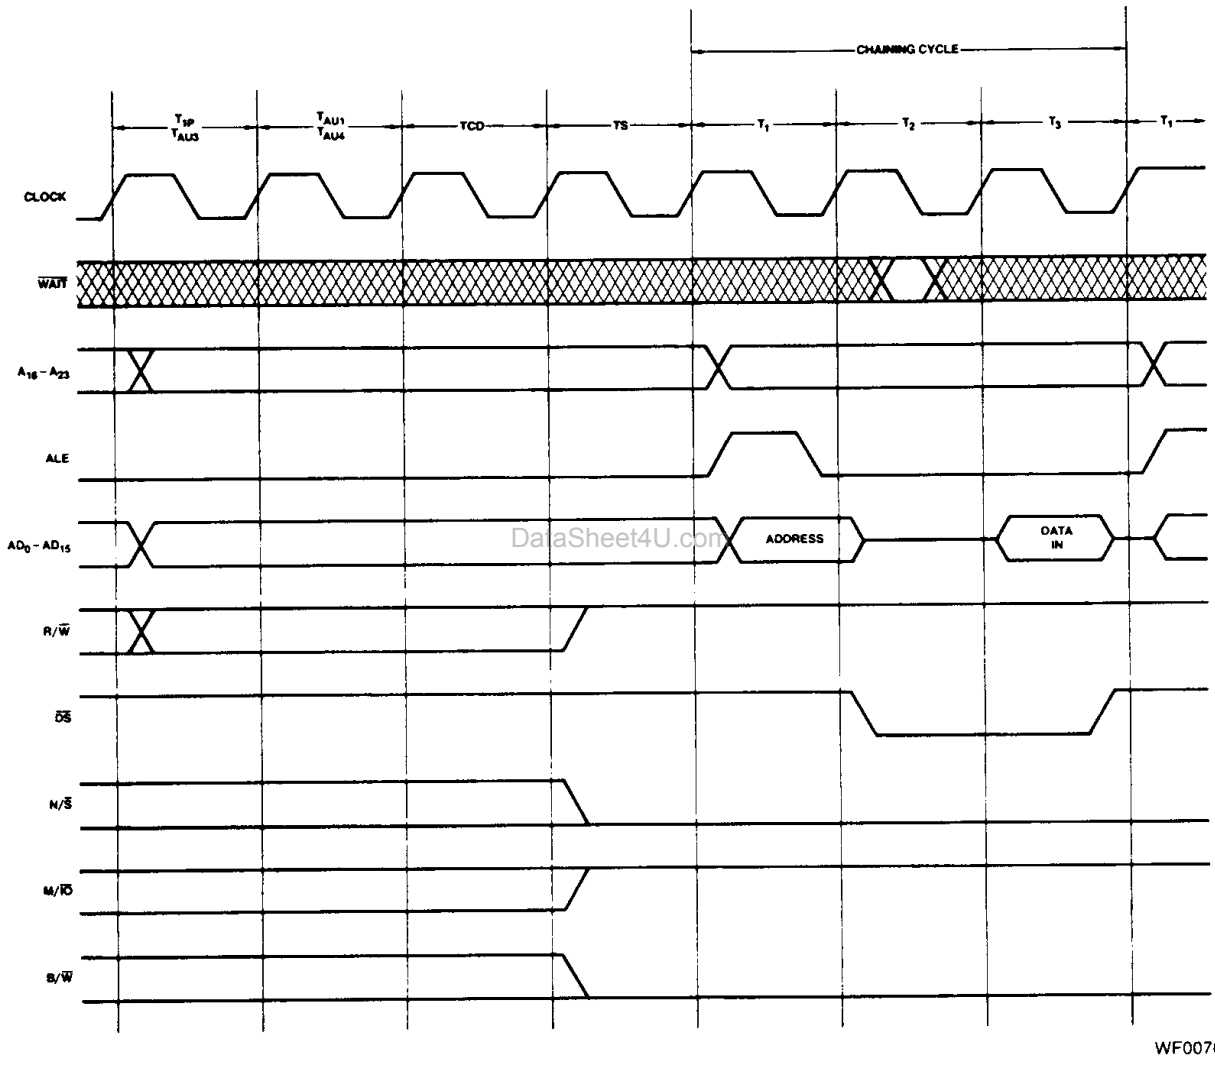 CHAINING CYCLE
T1P
TAU3
TAU1
TAU4
TCD
TS
T1
T2
T3
T1
CLOCK
WAIT
A16 – A23
ALE
AD0 – AD15
ADDRESS
DATA
IN
DataSheet4U.com
R/W
DS
N/S
M/IO
B/W
WF007